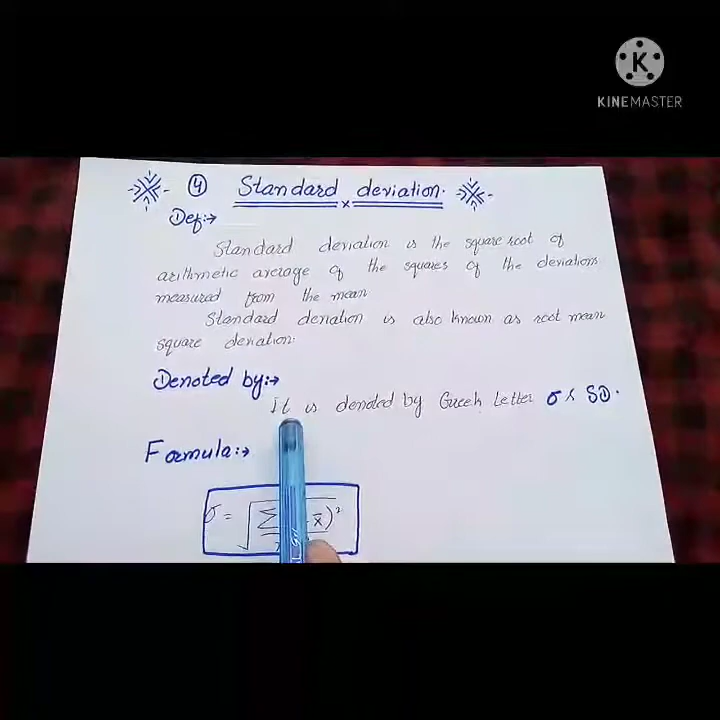 K
KINEMASTER
④ Standard deviation.
Def:→
Standard deviation is the square root of
arithmetic average of the squares of the deviations
measured from the mean
Standard deviation is also known as root mean
square deviation.
Denoted by:→
It is denoted by Greek Letter σ & SD.
Formula:→
σ = √ Σ x̄)²